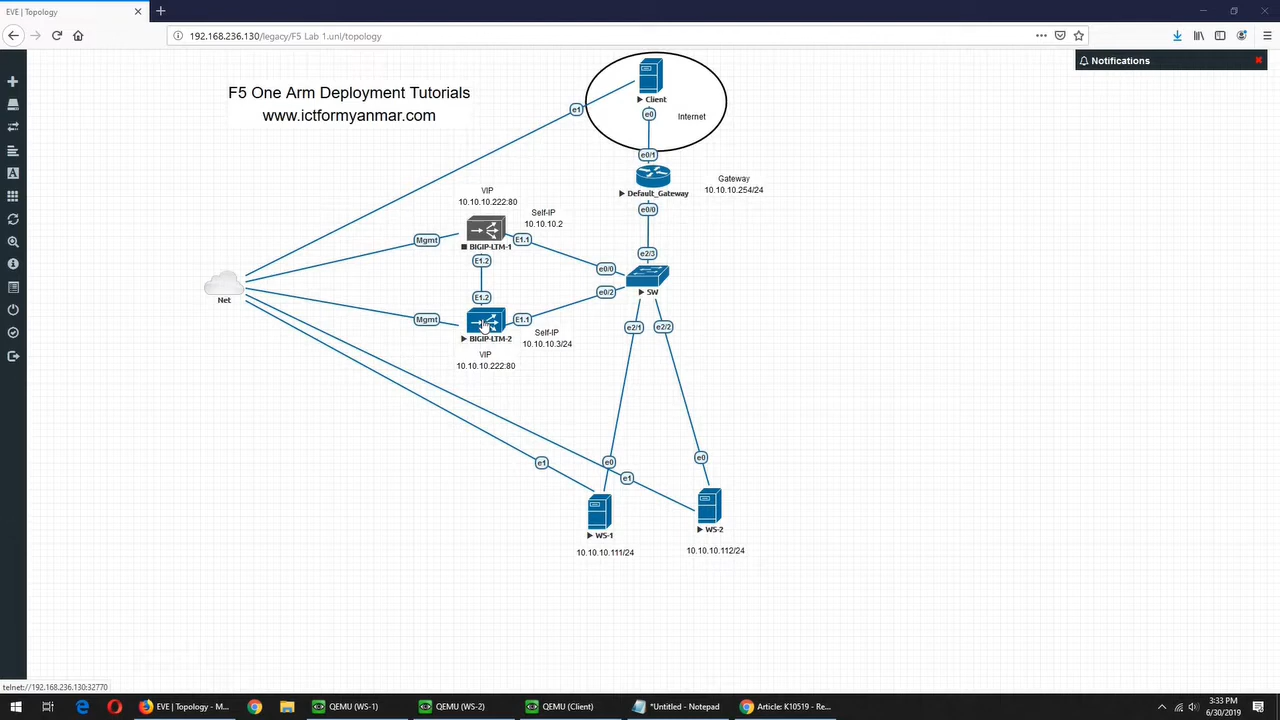 EVE | Topology
192.168.236.130/legacy/F5 Lab 1.unl/topology
Notifications
F5 One Arm Deployment Tutorials
www.ictformyanmar.com
Client
e1
e0
Internet
e0/1
Default_Gateway
Gateway
10.10.10.254/24
e0/0
VIP
10.10.10.222:80
Self-IP
10.10.10.2
Mgmt
BIGIP-LTM-1
E1.1
E1.2
e0/0
e2/3
SW
Net
E1.2
e0/2
Mgmt
E1.1
BIGIP-LTM-2
Self-IP
10.10.10.3/24
VIP
10.10.10.222:80
e2/1
e2/2
e1
e0
e1
e0
WS-1
10.10.10.111/24
WS-2
10.10.10.112/24
telnet://192.168.236.130:32770
EVE | Topology - M...
QEMU (WS-1)
QEMU (WS-2)
QEMU (Client)
*Untitled - Notepad
Article: K10519 - Re...
3:33 PM
6/30/2019